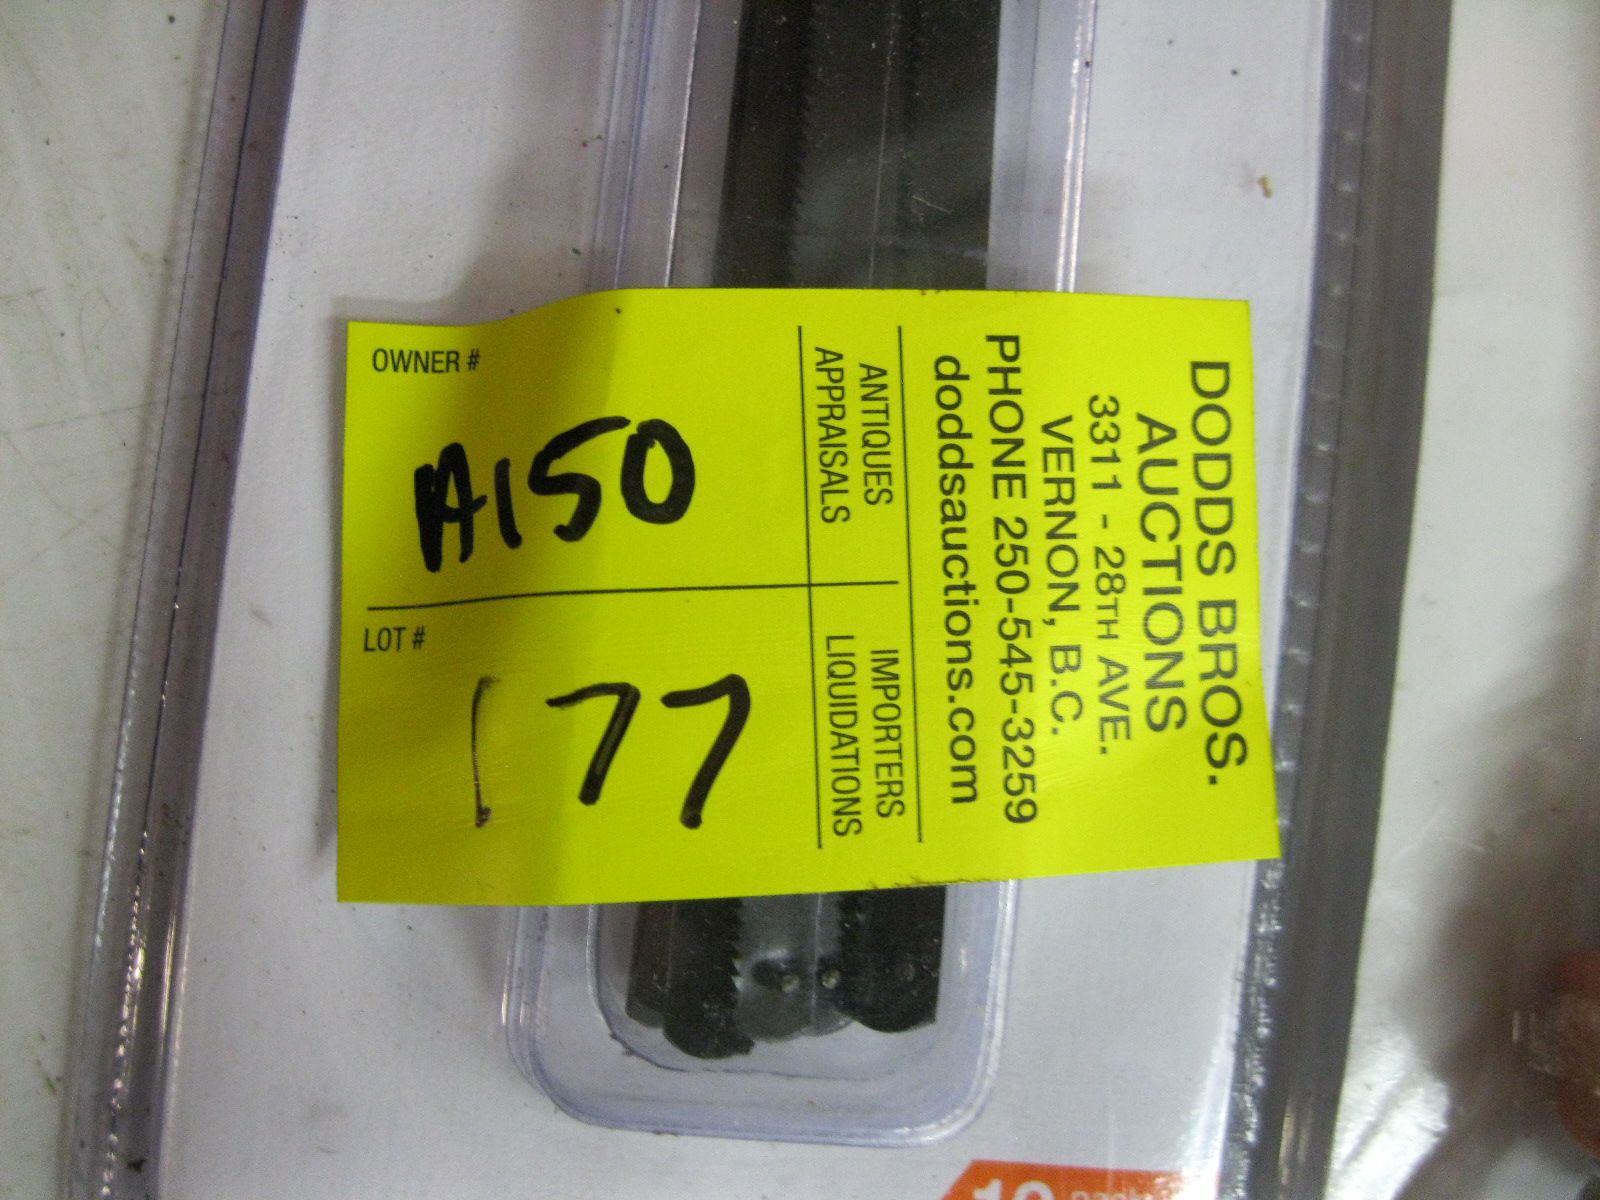 DODDS BROS.
AUCTIONS
3311 - 28TH AVE.
VERNON, B.C.
PHONE 250-545-3259
doddsauctions.com
ANTIQUES
APPRAISALS
IMPORTERS
LIQUIDATIONS
OWNER #
A150
LOT #
177
10